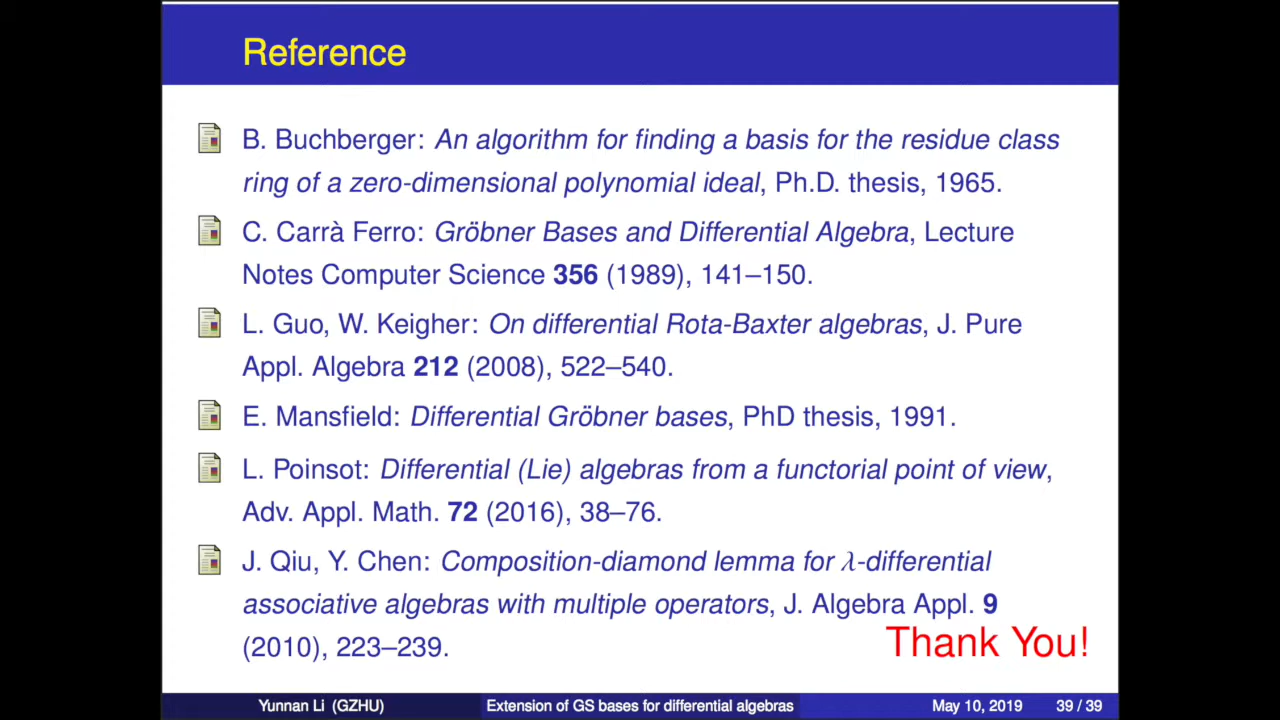 Reference
B. Buchberger: An algorithm for finding a basis for the residue class
ring of a zero-dimensional polynomial ideal, Ph.D. thesis, 1965.
C. Carrà Ferro: Gröbner Bases and Differential Algebra, Lecture
Notes Computer Science 356 (1989), 141–150.
L. Guo, W. Keigher: On differential Rota-Baxter algebras, J. Pure
Appl. Algebra 212 (2008), 522–540.
E. Mansfield: Differential Gröbner bases, PhD thesis, 1991.
L. Poinsot: Differential (Lie) algebras from a functorial point of view,
Adv. Appl. Math. 72 (2016), 38–76.
J. Qiu, Y. Chen: Composition-diamond lemma for λ-differential
associative algebras with multiple operators, J. Algebra Appl. 9
(2010), 223–239.
Thank You!
Yunnan Li (GZHU) Extension of GS bases for differential algebras May 10, 2019 39 / 39